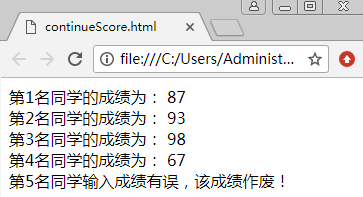 continueScore.html
file:///C:/Users/Administ...
第1名同学的成绩为： 87
第2名同学的成绩为： 93
第3名同学的成绩为： 98
第4名同学的成绩为： 67
第5名同学输入成绩有误，该成绩作废！